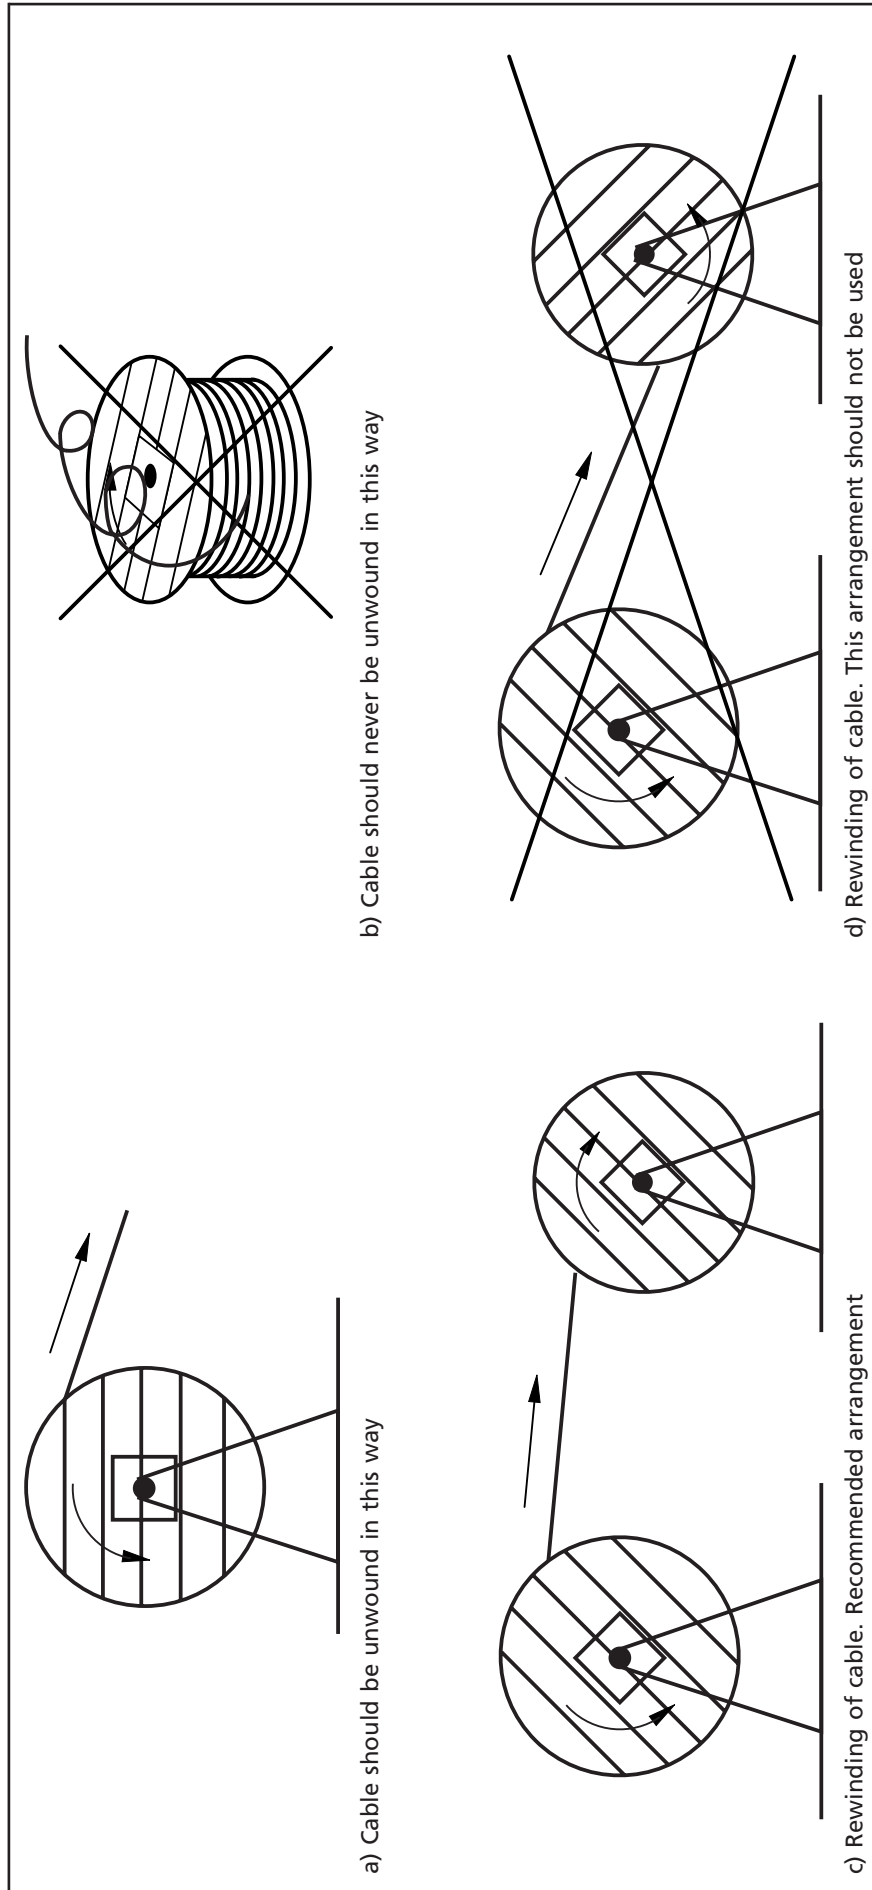 a) Cable should be unwound in this way
b) Cable should never be unwound in this way
c) Rewinding of cable. Recommended arrangement
d) Rewinding of cable. This arrangement should not be used